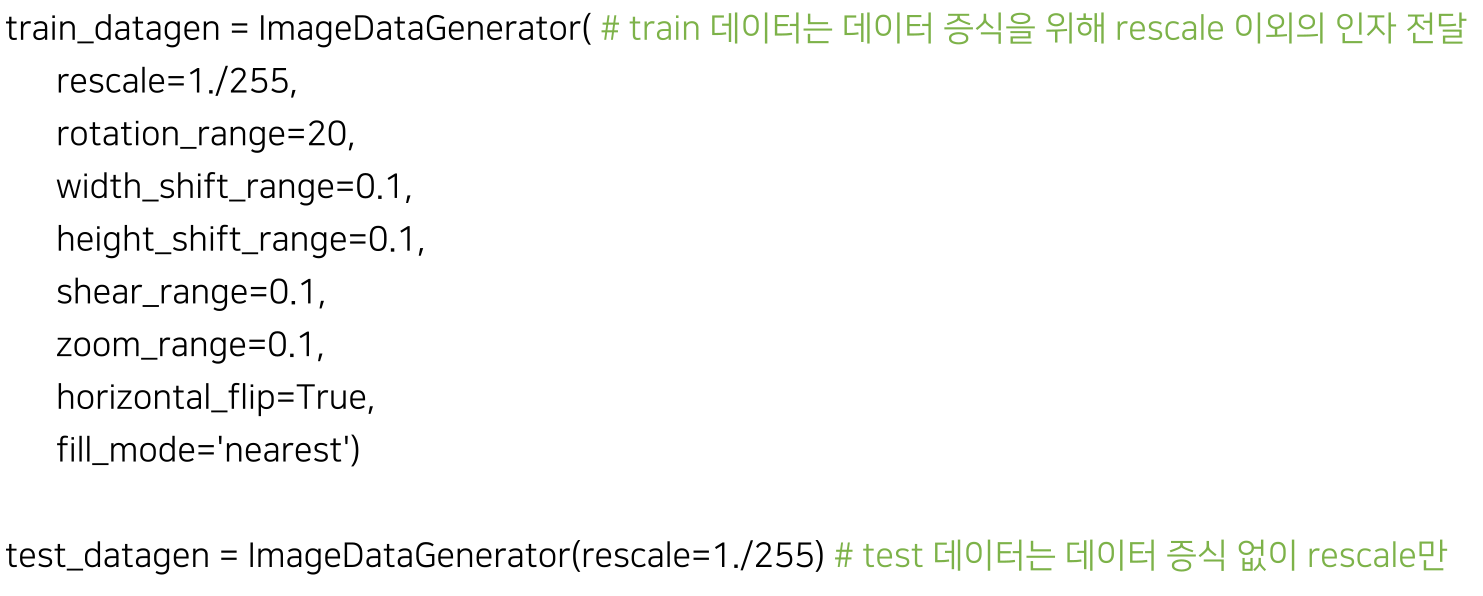 train_datagen = ImageDataGenerator( # train 데이터는 데이터 증식을 위해 rescale 이외의 인자 전달
rescale=1./255,
rotation_range=20,
width_shift_range=0.1,
height_shift_range=0.1,
shear_range=0.1,
zoom_range=0.1,
horizontal_flip=True,
fill_mode='nearest')
test_datagen = ImageDataGenerator(rescale=1./255) # test 데이터는 데이터 증식 없이 rescale만